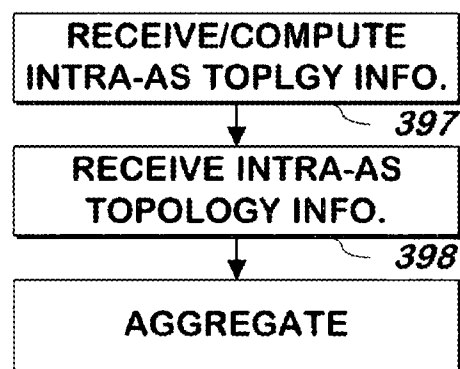 RECEIVE/COMPUTE
INTRA-AS TOPLGY INFO.
397
RECEIVE INTRA-AS
TOPOLOGY INFO.
398
AGGREGATE